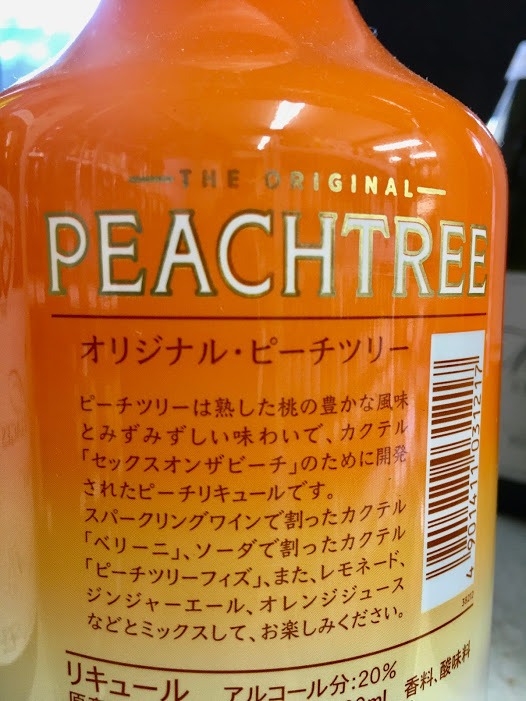 THE ORIGINAL
PEACHTREE
オリジナル・ピーチツリー
ピーチツリーは熟した桃の豊かな風味
とみずみずしい味わいで、カクテル
「セックスオンザビーチ」のために開発
されたピーチリキュールです。
スパークリングワインで割ったカクテル
「ベリーニ」、ソーダで割ったカクテル
「ピーチツリーフィズ」、また、レモネード、
ジンジャーエール、オレンジジュース
などとミックスして、お楽しみください。
4 901411 031217
リキュール アルコール分:20%
香料、酸味料